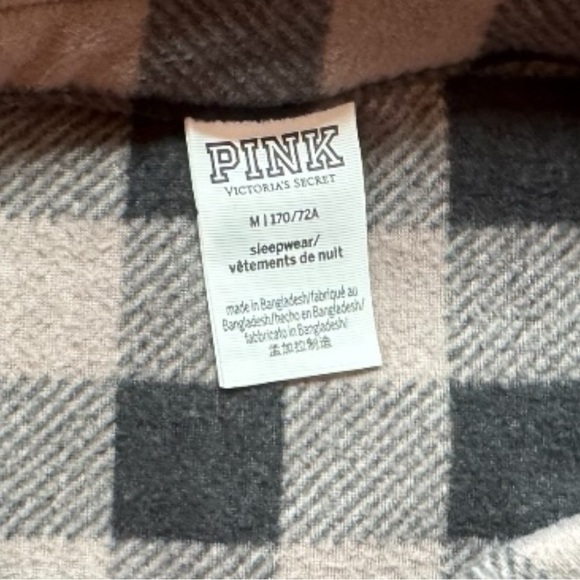 PINK
VICTORIA'S SECRET
M | 170/72A
sleepwear/
vêtements de nuit
made in Bangladesh/fabriqué au
Bangladesh/hecho en Bangladesh/
fabbricato in Bangladesh/
孟加拉制造